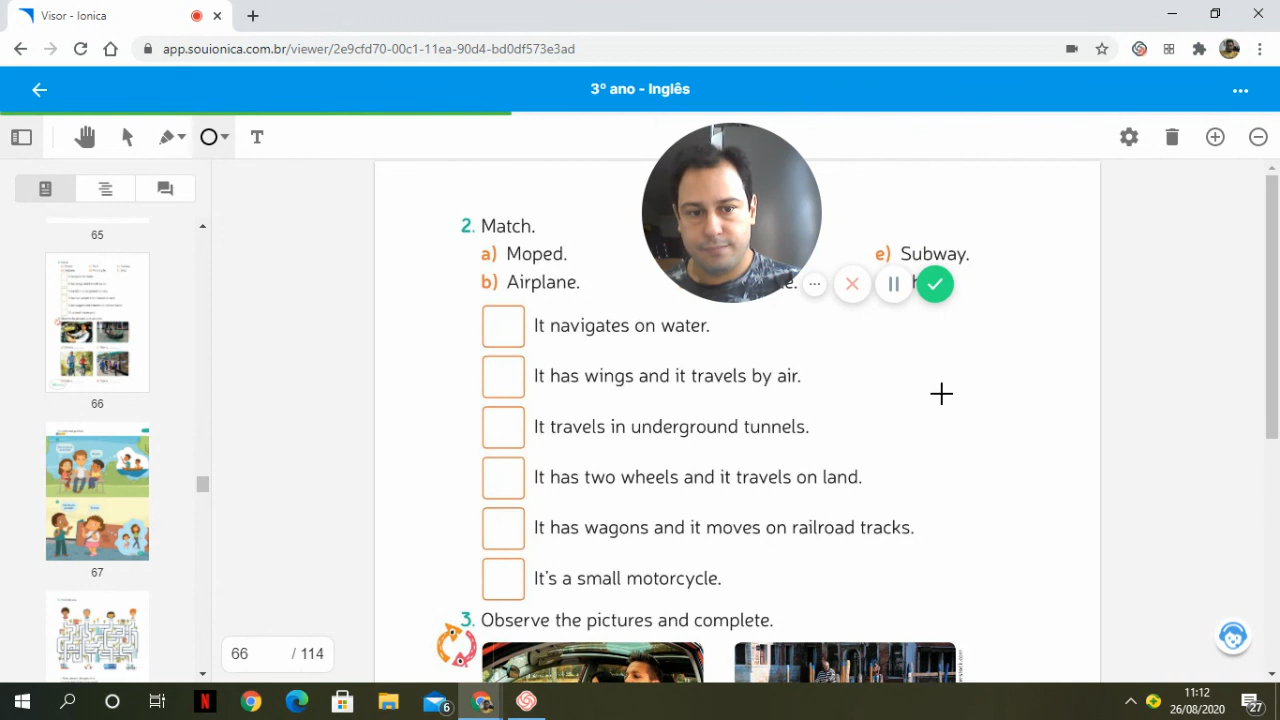 Visor - Ionica
app.souionica.com.br/viewer/2e9cfd70-00c1-11ea-90d4-bd0df573e3ad
3º ano - Inglês
T
65
66
67
66 / 114
2. Match.
a) Moped.
e) Subway.
b) Airplane.
It navigates on water.
It has wings and it travels by air.
It travels in underground tunnels.
It has two wheels and it travels on land.
It has wagons and it moves on railroad tracks.
It's a small motorcycle.
3. Observe the pictures and complete.
6
11:12
26/08/2020
27